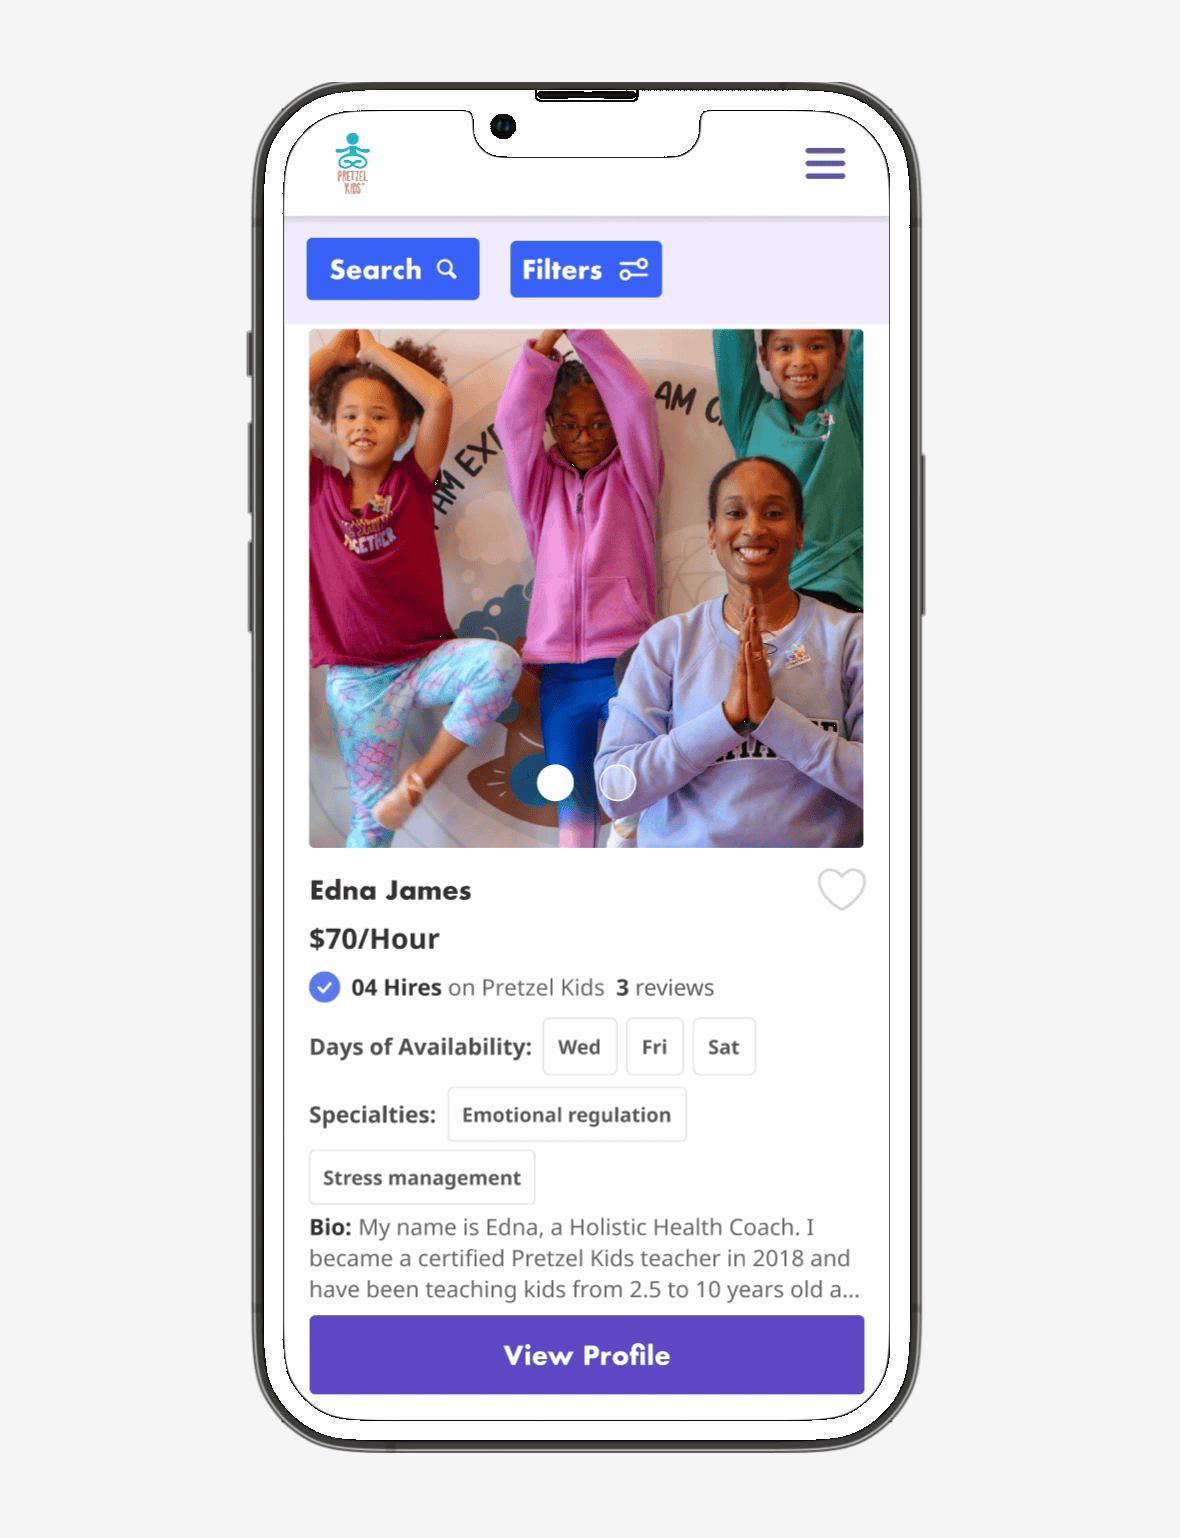 PRETZEL
KIDS
Search
Filters
AM C
I AM EXP
TOGETHER
Edna James
$70/Hour
04 Hires on Pretzel Kids 3 reviews
Days of Availability: Wed Fri Sat
Specialties: Emotional regulation
Stress management
Bio: My name is Edna, a Holistic Health Coach. I
became a certified Pretzel Kids teacher in 2018 and
have been teaching kids from 2.5 to 10 years old a...
View Profile